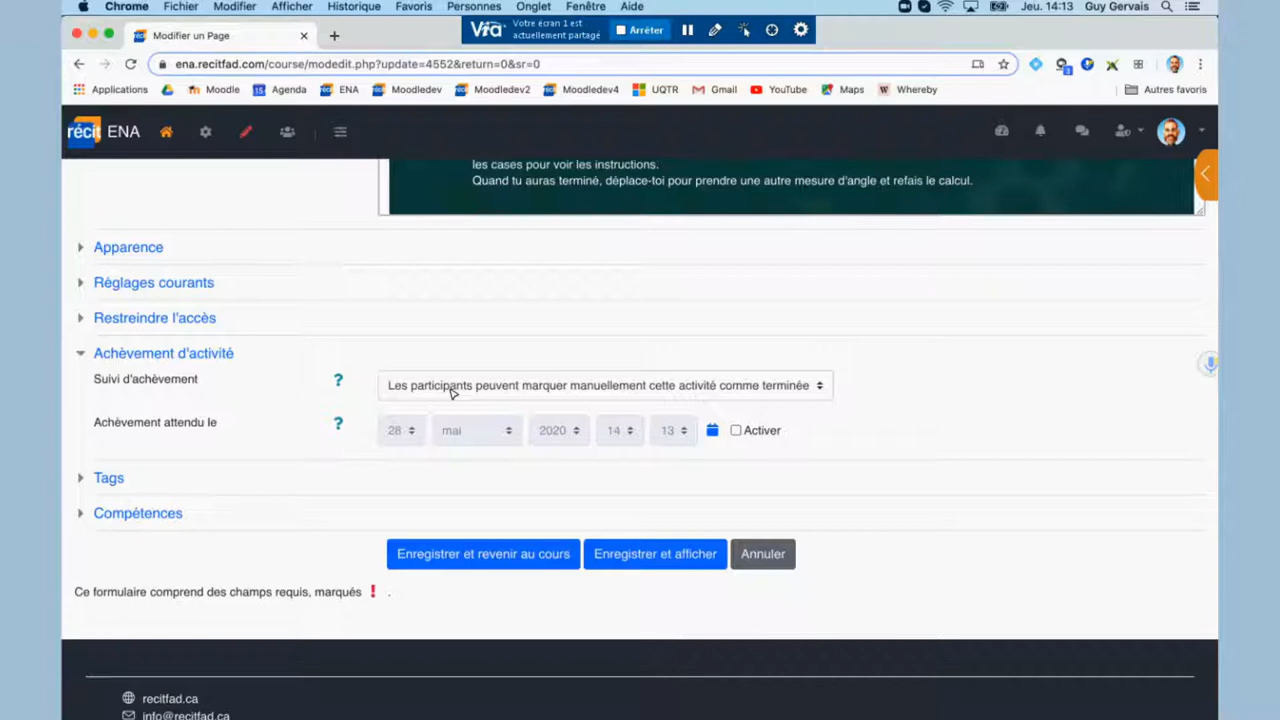 Chrome Fichier Modifier Afficher Historique Favoris Personnes Onglet Fenêtre Aide Jeu. 14:13 Guy Gervais
Modifier un Page
Via Votre écran 1 est actuellement partagé Arrêter
ena.recitfad.com/course/modedit.php?update=4552&return=0&sr=0
Applications Moodle Agenda ENA Moodledev Moodledev2 Moodledev4 UQTR Gmail YouTube Maps Whereby Autres favoris
récit ENA
les cases pour voir les instructions.
Quand tu auras terminé, déplace-toi pour prendre une autre mesure d'angle et refais le calcul.
Apparence
Réglages courants
Restreindre l'accès
Achèvement d'activité
Suivi d'achèvement ? Les participants peuvent marquer manuellement cette activité comme terminée
Achèvement attendu le ? 28 mai 2020 14 13 Activer
Tags
Compétences
Enregistrer et revenir au cours Enregistrer et afficher Annuler
Ce formulaire comprend des champs requis, marqués ! .
recitfad.ca
info@recitfad.ca